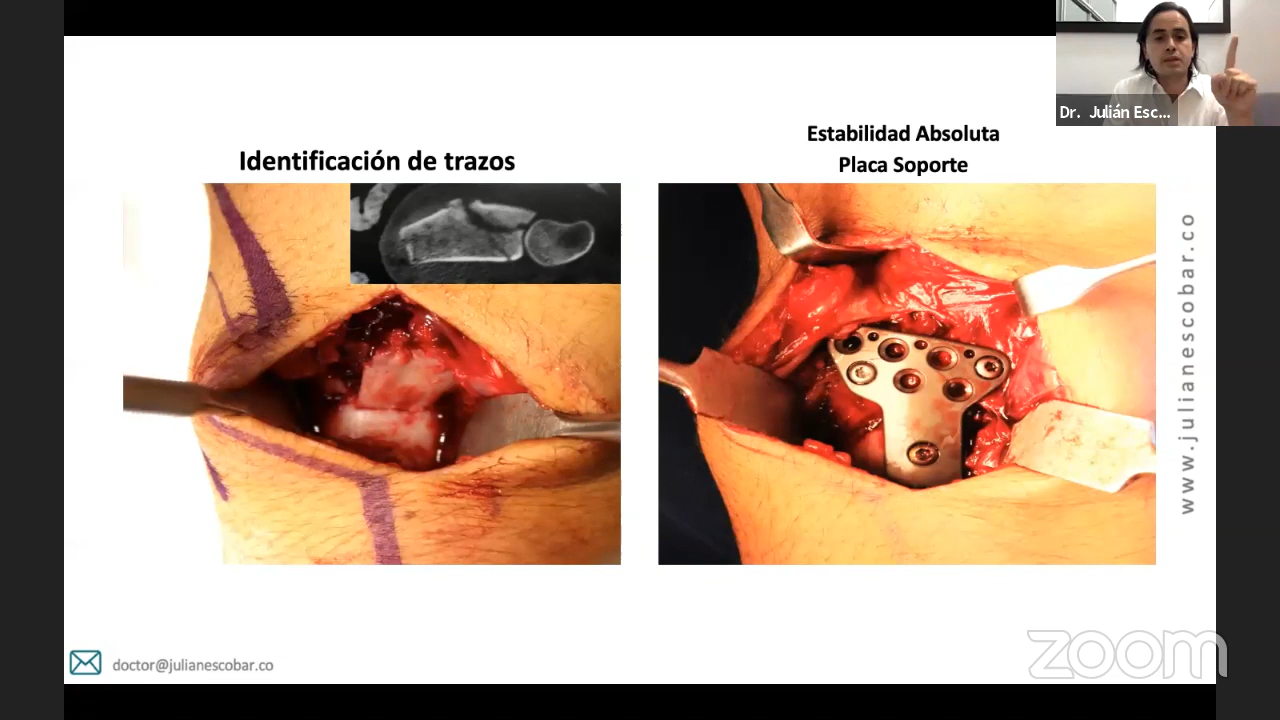 Dr. Julián Esc...
Estabilidad Absoluta
Placa Soporte
Identificación de trazos
www.julianescobar.co
doctor@julianescobar.co
zoom